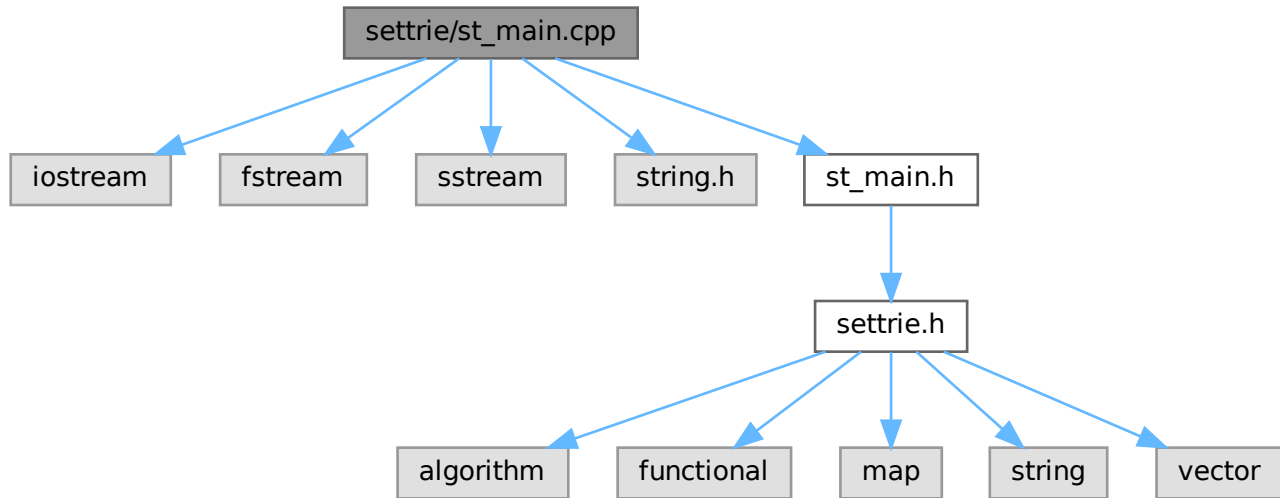 settrie/st_main.cpp
iostream
fstream
sstream
string.h
st_main.h
settrie.h
algorithm
functional
map
string
vector